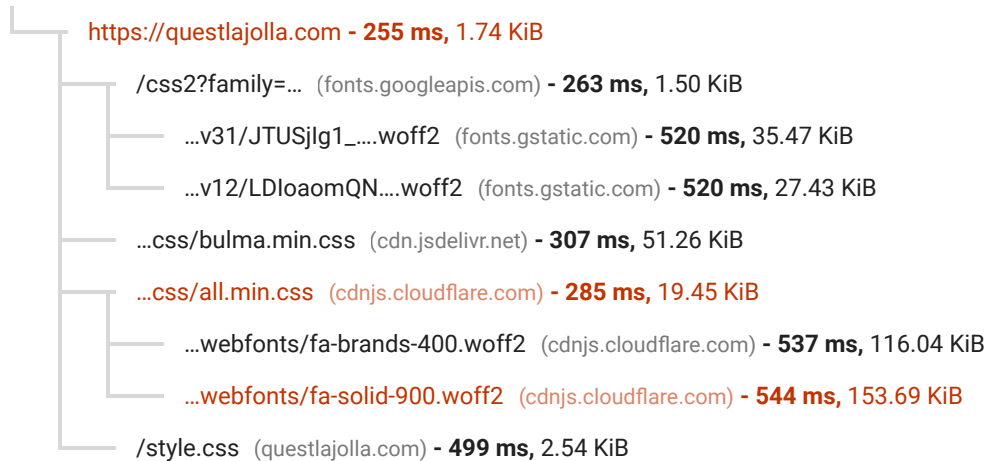 https://questlajolla.com - 255 ms, 1.74 KiB
/css2?family=… (fonts.googleapis.com) - 263 ms, 1.50 KiB
…v31/JTUSjIg1_….woff2 (fonts.gstatic.com) - 520 ms, 35.47 KiB
…v12/LDIoaomQN….woff2 (fonts.gstatic.com) - 520 ms, 27.43 KiB
…css/bulma.min.css (cdn.jsdelivr.net) - 307 ms, 51.26 KiB
…css/all.min.css (cdnjs.cloudflare.com) - 285 ms, 19.45 KiB
…webfonts/fa-brands-400.woff2 (cdnjs.cloudflare.com) - 537 ms, 116.04 KiB
…webfonts/fa-solid-900.woff2 (cdnjs.cloudflare.com) - 544 ms, 153.69 KiB
/style.css (questlajolla.com) - 499 ms, 2.54 KiB